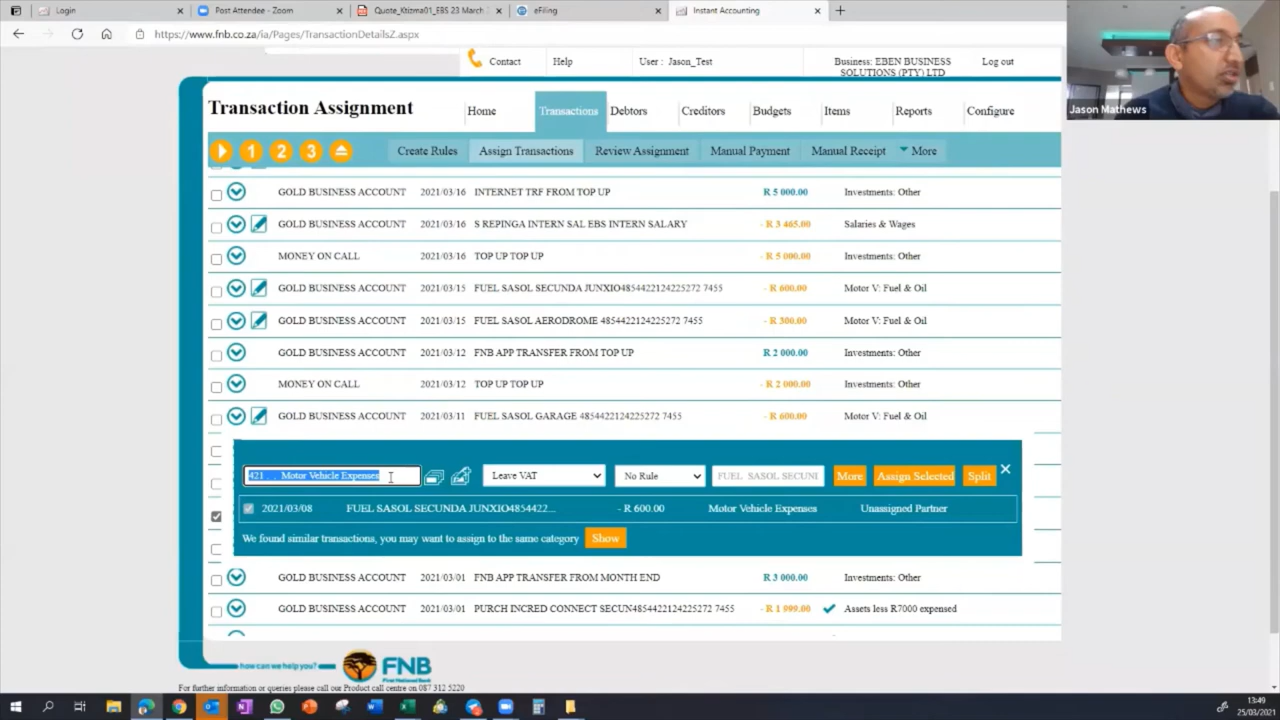 Login
Post Attendee - Zoom
Quote_Ktizma01_EBS 23 March
eFiling
Instant Accounting
https://www.fnb.co.za/ia/Pages/TransactionDetailsZ.aspx
Contact Help User : Jason_Test Business: EBEN BUSINESS SOLUTIONS (PTY) LTD Log out
Jason Mathews
Transaction Assignment Home Transactions Debtors Creditors Budgets Items Reports Configure
1 2 3 Create Rules Assign Transactions Review Assignment Manual Payment Manual Receipt More
GOLD BUSINESS ACCOUNT 2021/03/16 INTERNET TRF FROM TOP UP R 5 000.00 Investments: Other
GOLD BUSINESS ACCOUNT 2021/03/16 S REPINGA INTERN SAL EBS INTERN SALARY - R 3 465.00 Salaries & Wages
MONEY ON CALL 2021/03/16 TOP UP TOP UP - R 5 000.00 Investments: Other
GOLD BUSINESS ACCOUNT 2021/03/15 FUEL SASOL SECUNDA JUNXIO4854422124225272 7455 - R 600.00 Motor V: Fuel & Oil
GOLD BUSINESS ACCOUNT 2021/03/15 FUEL SASOL AERODROME 4854422124225272 7455 - R 300.00 Motor V: Fuel & Oil
GOLD BUSINESS ACCOUNT 2021/03/12 FNB APP TRANSFER FROM TOP UP R 2 000.00 Investments: Other
MONEY ON CALL 2021/03/12 TOP UP TOP UP - R 2 000.00 Investments: Other
GOLD BUSINESS ACCOUNT 2021/03/11 FUEL SASOL GARAGE 4854422124225272 7455 - R 600.00 Motor V: Fuel & Oil
421 . . . Motor Vehicle Expenses Leave VAT No Rule FUEL SASOL SECUNI More Assign Selected Split
2021/03/08 FUEL SASOL SECUNDA JUNXIO4854422... - R 600.00 Motor Vehicle Expenses Unassigned Partner
We found similar transactions, you may want to assign to the same category Show
GOLD BUSINESS ACCOUNT 2021/03/01 FNB APP TRANSFER FROM MONTH END R 3 000.00 Investments: Other
GOLD BUSINESS ACCOUNT 2021/03/01 PURCH INCRED CONNECT SECUN4854422124225272 7455 - R 1 999.00 Assets less R7000 expensed
how can we help you? FNB
First National Bank
For further information or queries please call our Product call centre on 087 312 5220
13:49
25/03/2021